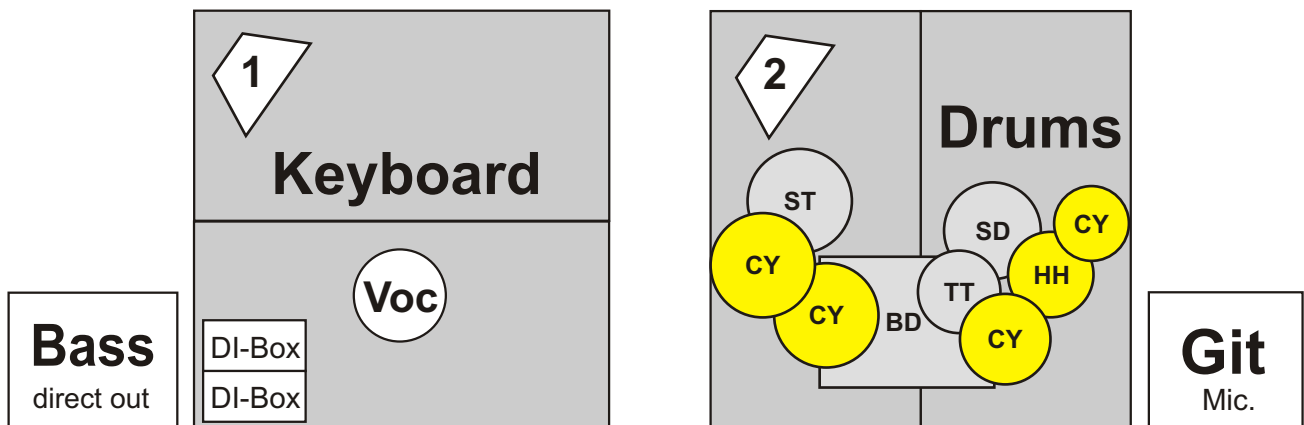 1
Keyboard
Voc
Bass
direct out
DI-Box
DI-Box
2
Drums
ST
SD
CY
CY
HH
TT
CY
BD
CY
Git
Mic.